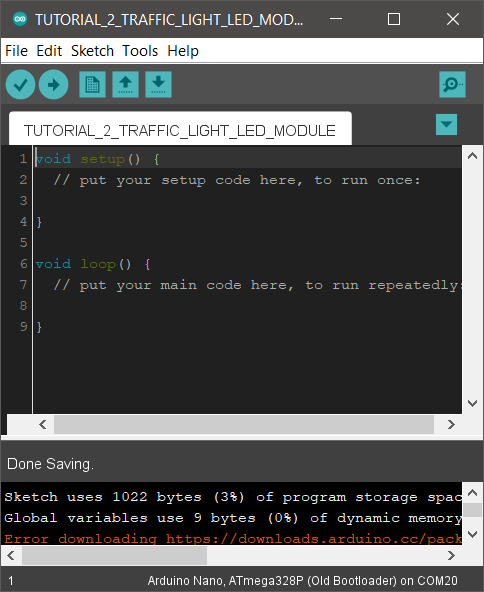 TUTORIAL_2_TRAFFIC_LIGHT_LED_MOD...
File Edit Sketch Tools Help
TUTORIAL_2_TRAFFIC_LIGHT_LED_MODULE
1 void setup() {
2 // put your setup code here, to run once:
3
4 }
5
6 void loop() {
7 // put your main code here, to run repeatedly:
8
9 }
Done Saving.
Sketch uses 1022 bytes (3%) of program storage spac
Global variables use 9 bytes (0%) of dynamic memory
Error downloading https://downloads.arduino.cc/pack
1 Arduino Nano, ATmega328P (Old Bootloader) on COM20